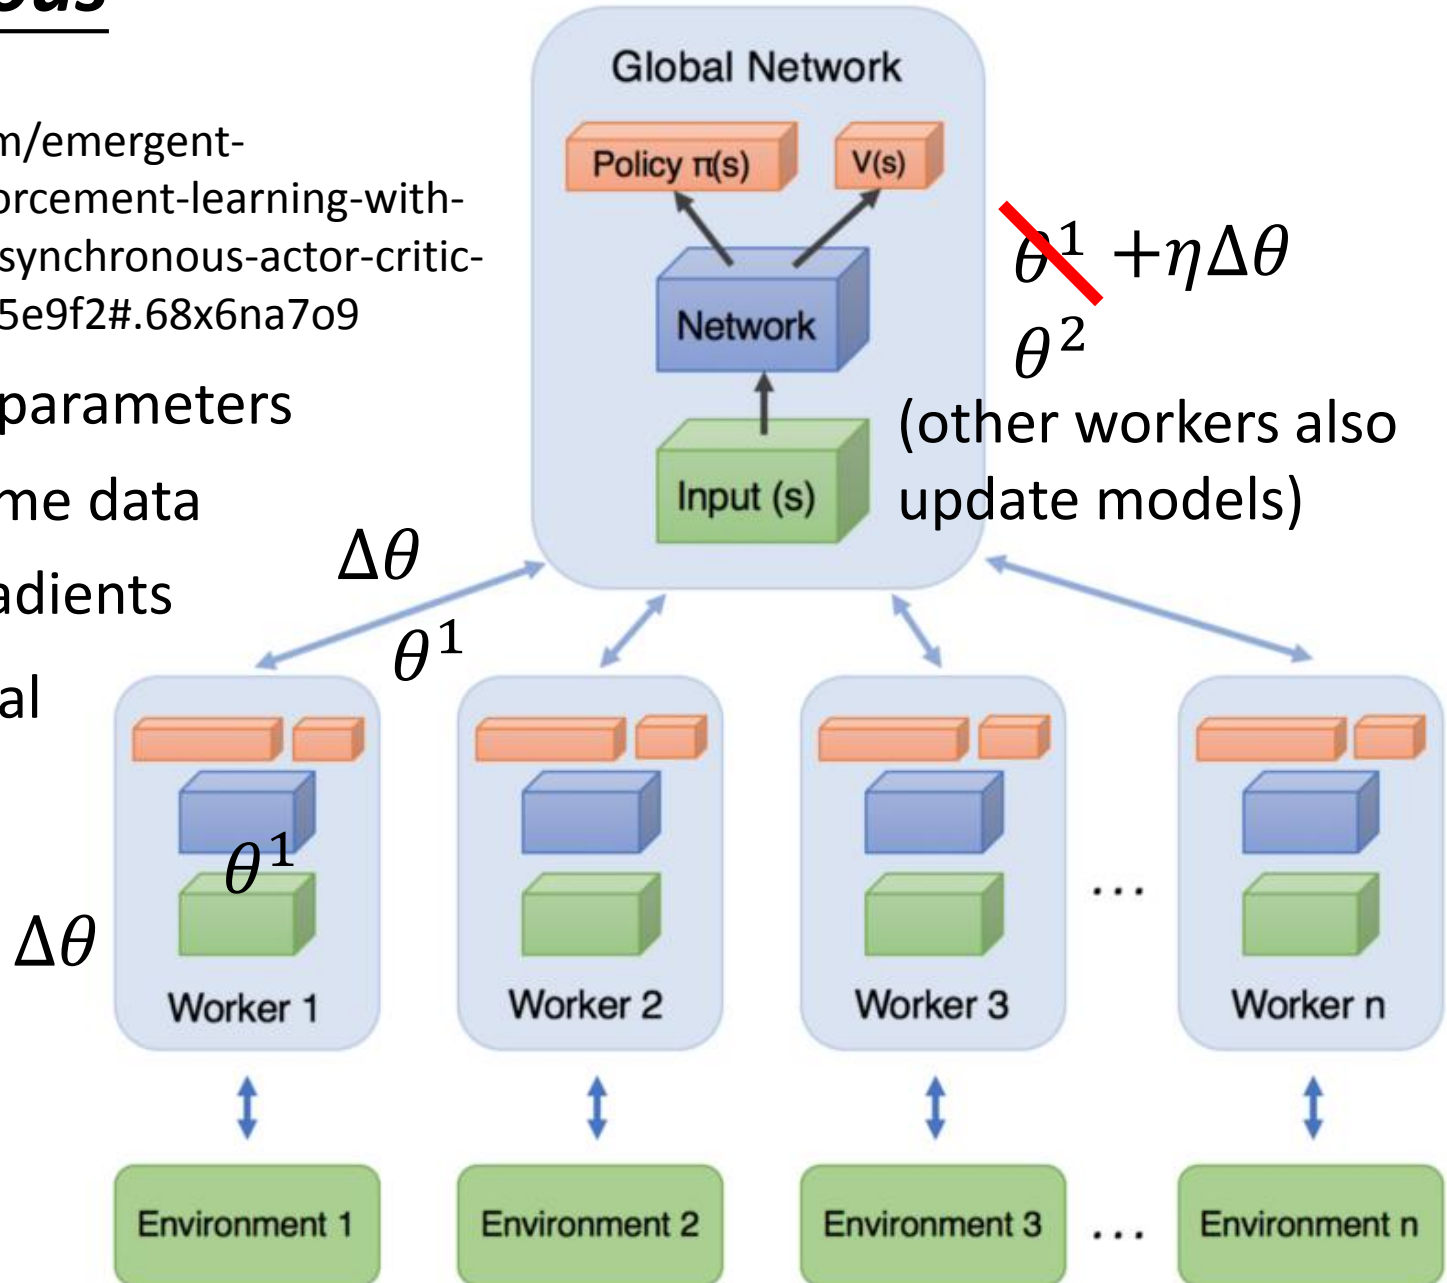 ous
m/emergent-
orcement-learning-with-
synchronous-actor-critic-
5e9f2#.68x6na7o9
parameters
me data
adients
al
Global Network
Policy π(s)
V(s)
Network
Input (s)
θ¹ +ηΔθ
θ²
(other workers also
update models)
Δθ
θ¹
θ¹
Δθ
Worker 1
Worker 2
Worker 3
...
Worker n
Environment 1
Environment 2
Environment 3
...
Environment n